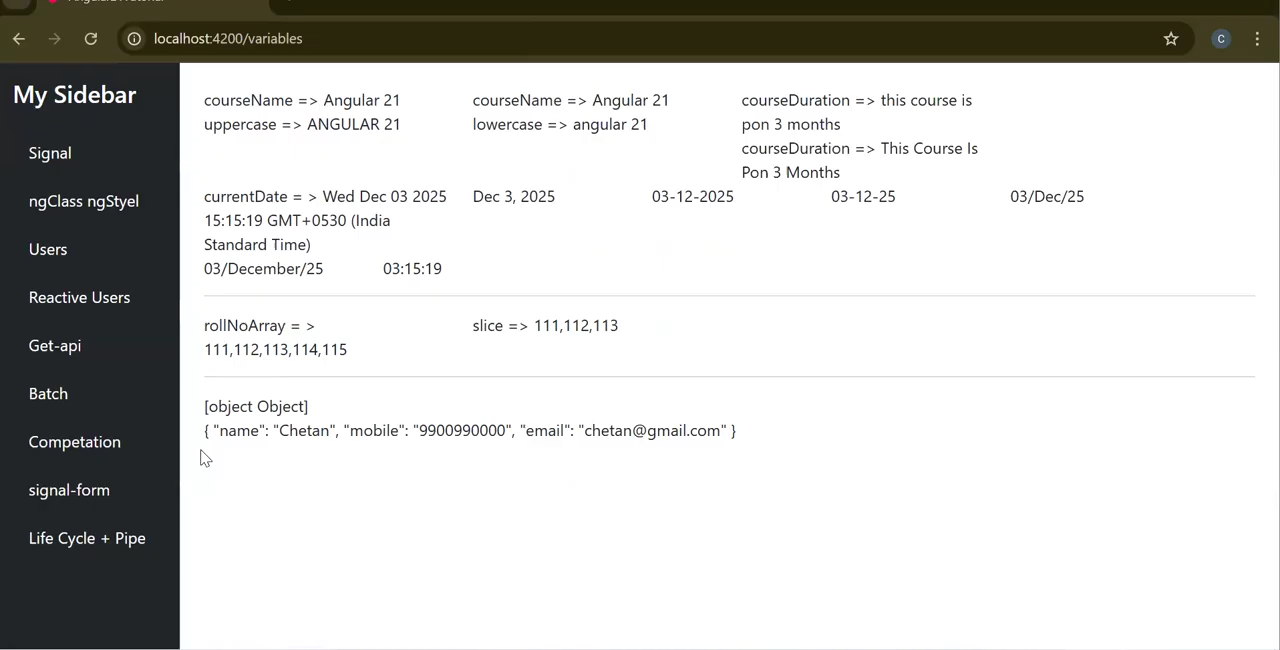 localhost:4200/variables
C
My Sidebar
Signal
ngClass ngStyel
Users
Reactive Users
Get-api
Batch
Competation
signal-form
Life Cycle + Pipe
courseName => Angular 21
uppercase => ANGULAR 21
courseName => Angular 21
lowercase => angular 21
courseDuration => this course is
pon 3 months
courseDuration => This Course Is
Pon 3 Months
currentDate = > Wed Dec 03 2025
15:15:19 GMT+0530 (India
Standard Time)
Dec 3, 2025
03-12-2025
03-12-25
03/Dec/25
03/December/25
03:15:19
rollNoArray = >
111,112,113,114,115
slice => 111,112,113
[object Object]
{ "name": "Chetan", "mobile": "9900990000", "email": "chetan@gmail.com" }